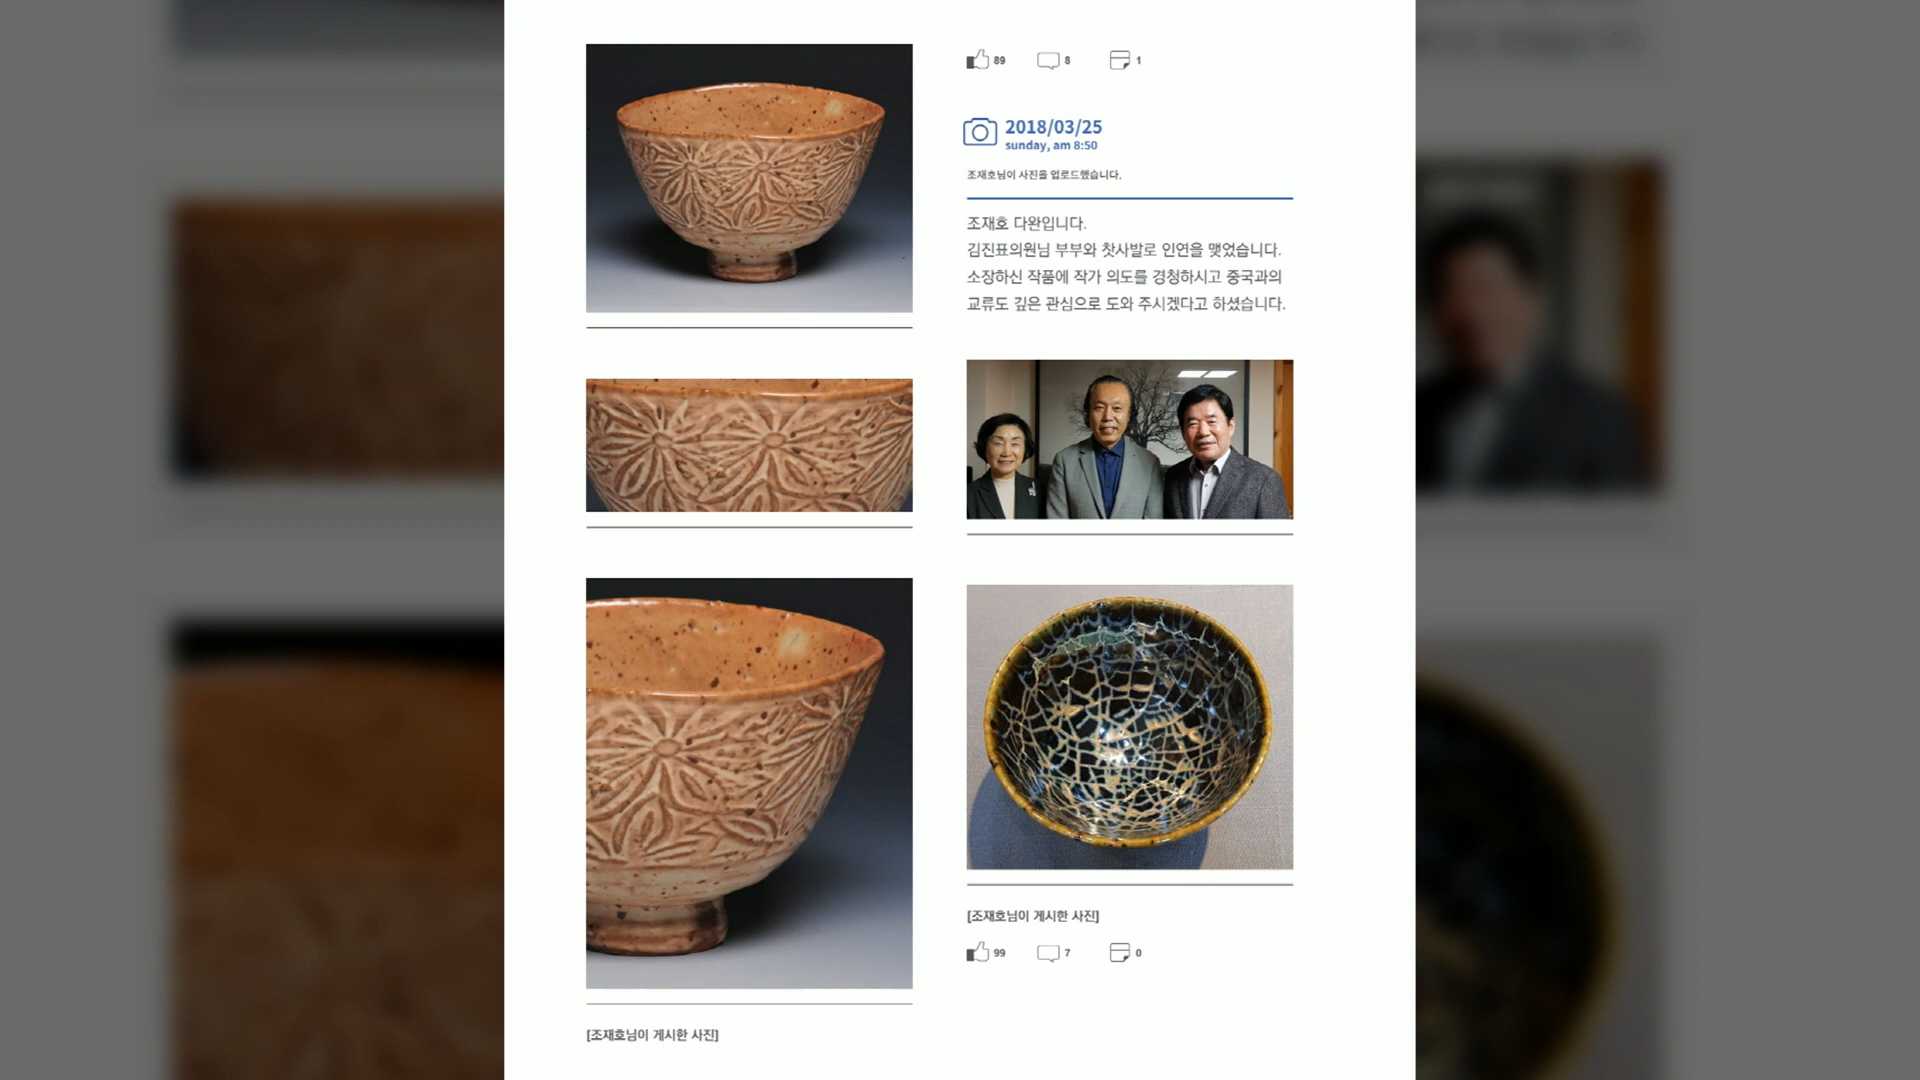 [조재호님이 게시한 사진]
89 8 1
2018/03/25
sunday, am 8:50
조재호님이 사진을 업로드했습니다.
조재호 다완입니다.
김진표의원님 부부와 찻사발로 인연을 맺었습니다.
소장하신 작품에 작가 의도를 경청하시고 중국과의
교류도 깊은 관심으로 도와 주시겠다고 하셨습니다.
[조재호님이 게시한 사진]
99 7 0